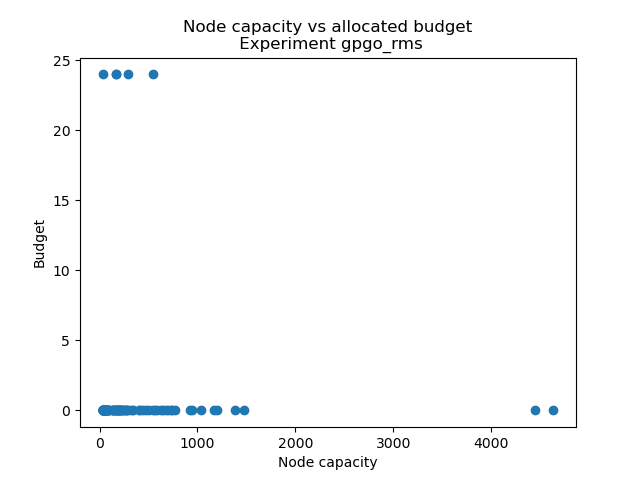 Node capacity vs allocated budget
Experiment gpgo_rms
25
20
15
10
5
0
Budget
0 1000 2000 3000 4000
Node capacity